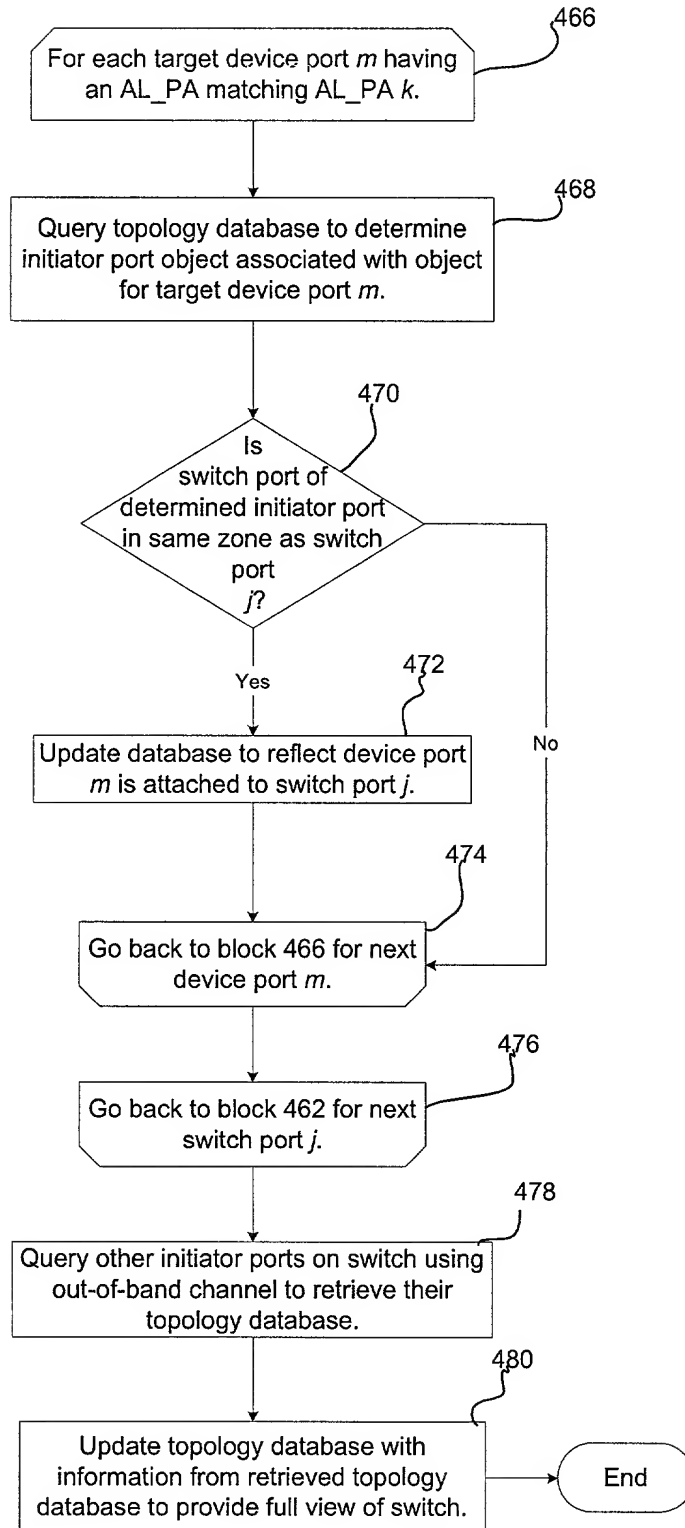 466
For each target device port m having
an AL_PA matching AL_PA k.
468
Query topology database to determine
initiator port object associated with object
for target device port m.
470
Is
switch port of
determined initiator port
in same zone as switch
port
j?
Yes
No
472
Update database to reflect device port
m is attached to switch port j.
474
Go back to block 466 for next
device port m.
476
Go back to block 462 for next
switch port j.
478
Query other initiator ports on switch using
out-of-band channel to retrieve their
topology database.
480
Update topology database with
information from retrieved topology
database to provide full view of switch.
End